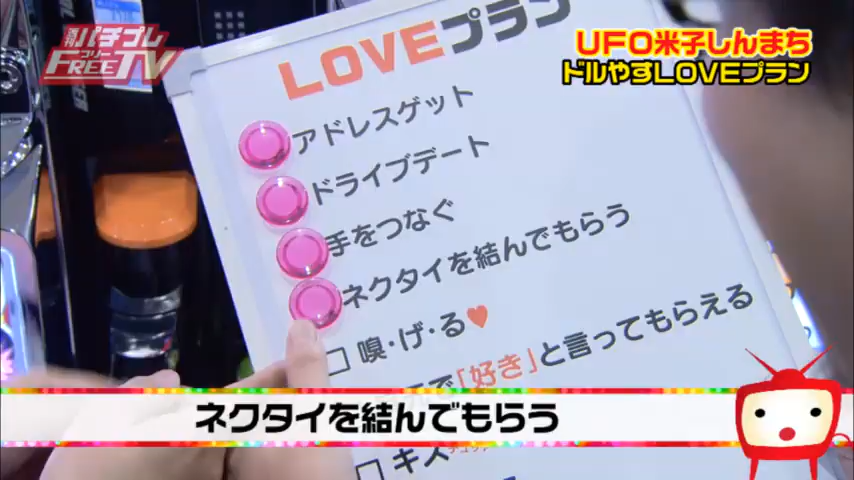 週刊パチプレ
フリー
FREE TV
UFO米子しんまち
ドルやすLOVEプラン
LOVEプラン
アドレスゲット
ドライブデート
手をつなぐ
ネクタイを結んでもらう
嗅・げ・る♥
で「好き」と言ってもらえる
キス
ネクタイを結んでもらう